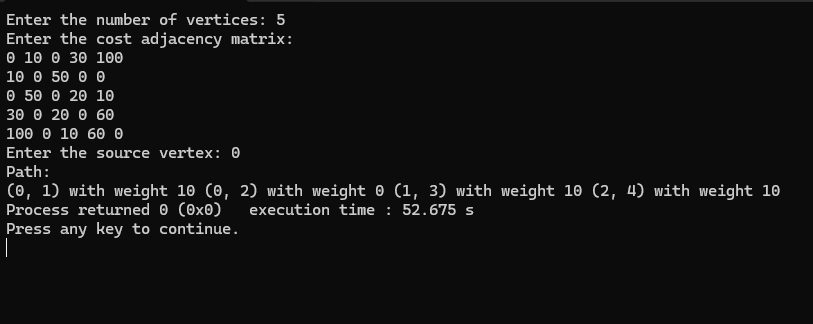 Enter the number of vertices: 5
Enter the cost adjacency matrix:
0 10 0 30 100
10 0 50 0 0
0 50 0 20 10
30 0 20 0 60
100 0 10 60 0
Enter the source vertex: 0
Path:
(0, 1) with weight 10 (0, 2) with weight 0 (1, 3) with weight 10 (2, 4) with weight 10
Process returned 0 (0x0)   execution time : 52.675 s
Press any key to continue.